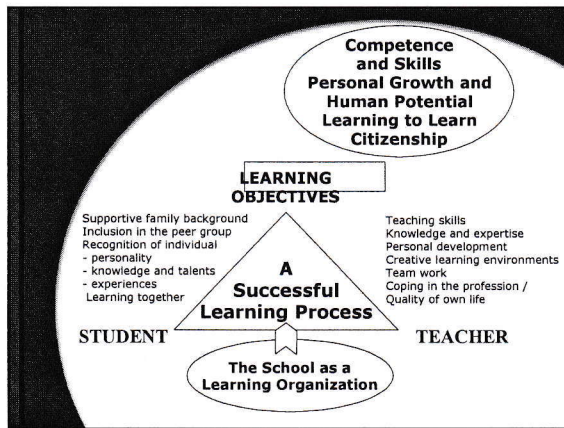 Competence
and Skills
Personal Growth and
Human Potential
Learning to Learn
Citizenship
LEARNING
OBJECTIVES
Supportive family background
Inclusion in the peer group
Recognition of individual
- personality
- knowledge and talents
- experiences
Learning together
Teaching skills
Knowledge and expertise
Personal development
Creative learning environments
Team work
Coping in the profession /
Quality of own life
A
Successful
Learning Process
STUDENT
TEACHER
The School as a
Learning Organization